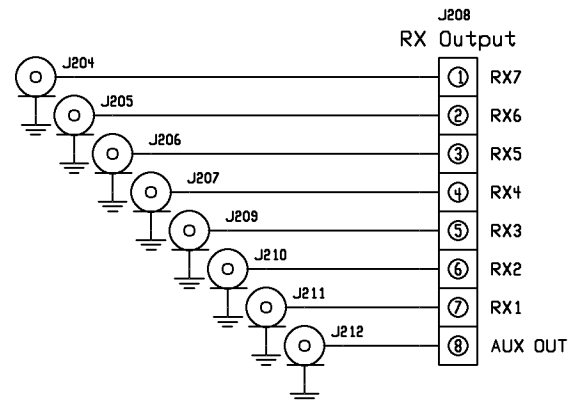 J208
RX Output
J204
1 RX7
J205
2 RX6
J206
3 RX5
J207
4 RX4
J209
5 RX3
J210
6 RX2
J211
7 RX1
J212
8 AUX OUT